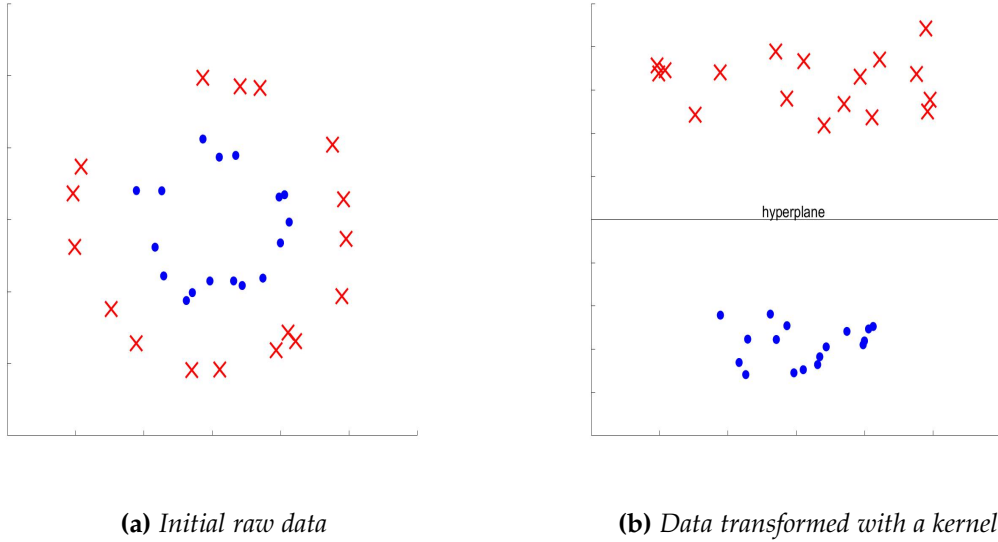 hyperplane
(a) Initial raw data
(b) Data transformed with a kernel